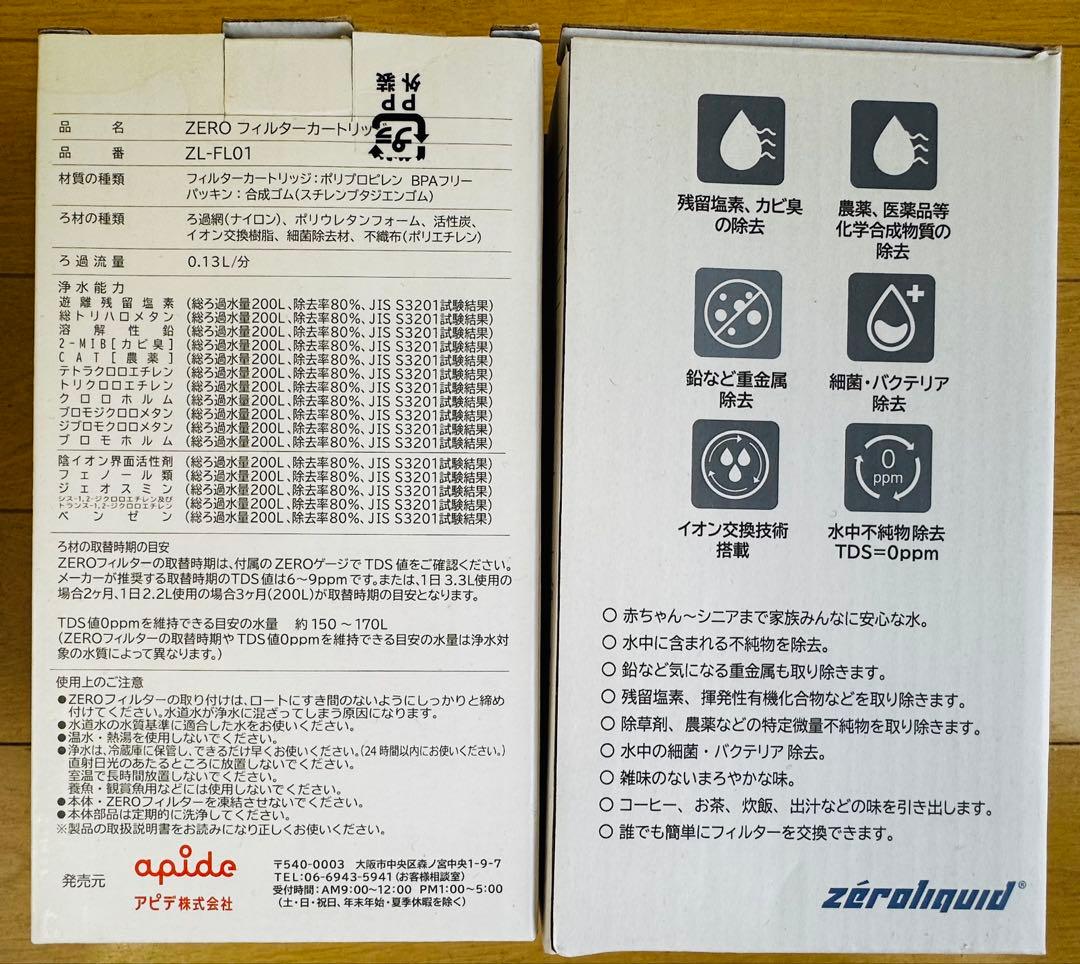 PP
外装
プラ
品名 ZERO フィルターカートリッ
品番 ZL-FL01
材質の種類 フィルターカートリッジ:ポリプロピレン BPAフリー
パッキン:合成ゴム(スチレンブタジエンゴム)
ろ材の種類 ろ過網(ナイロン)、ポリウレタンフォーム、活性炭、
イオン交換樹脂、細菌除去材、不織布(ポリエチレン)
ろ過流量 0.13L/分
浄水能力
遊離残留塩素 (総ろ過水量200L、除去率80%、JIS S3201試験結果)
総トリハロメタン (総ろ過水量200L、除去率80%、JIS S3201試験結果)
溶解性鉛 (総ろ過水量200L、除去率80%、JIS S3201試験結果)
2-MIB[カビ臭] (総ろ過水量200L、除去率80%、JIS S3201試験結果)
CAT[農薬] (総ろ過水量200L、除去率80%、JIS S3201試験結果)
テトラクロロエチレン (総ろ過水量200L、除去率80%、JIS S3201試験結果)
トリクロロエチレン (総ろ過水量200L、除去率80%、JIS S3201試験結果)
クロロホルム (総ろ過水量200L、除去率80%、JIS S3201試験結果)
ブロモジクロロメタン (総ろ過水量200L、除去率80%、JIS S3201試験結果)
ジブロモクロロメタン (総ろ過水量200L、除去率80%、JIS S3201試験結果)
ブロモホルム (総ろ過水量200L、除去率80%、JIS S3201試験結果)
陰イオン界面活性剤 (総ろ過水量200L、除去率80%、JIS S3201試験結果)
フェノール類 (総ろ過水量200L、除去率80%、JIS S3201試験結果)
ジェオスミン (総ろ過水量200L、除去率80%、JIS S3201試験結果)
シス-1,2-ジクロロエチレン及び
トランス-1,2-ジクロロエチレン (総ろ過水量200L、除去率80%、JIS S3201試験結果)
ベンゼン (総ろ過水量200L、除去率80%、JIS S3201試験結果)
ろ材の取替時期の目安
ZEROフィルターの取替時期は、付属のZEROゲージでTDS値をご確認ください。
メーカーが推奨する取替時期のTDS値は6〜9ppmです。または、1日3.3L使用の
場合2ヶ月、1日2.2L使用の場合3ヶ月(200L)が取替時期の目安となります。
TDS値0ppmを維持できる目安の水量 約150〜170L
(ZEROフィルターの取替時期やTDS値0ppmを維持できる目安の水量は浄水対
象の水質によって異なります。)
使用上のご注意
●ZEROフィルターの取り付けは、ロートにすき間のないようにしっかりと締め
付けてください。水道水が浄水に混ざってしまう原因になります。
●水道水の水質基準に適合した水をお使いください。
●温水・熱湯を使用しないでください。
●浄水は、冷蔵庫に保管し、できるだけ早くお使いください。(24時間以内にお使いください。)
直射日光のあたるところに放置しないでください。
室温で長時間放置しないでください。
養魚・観賞魚用などには使用しないでください。
●本体・ZEROフィルターを凍結させないでください。
●本体部品は定期的に洗浄してください。
※製品の取扱説明書をお読みになり正しくお使いください。
発売元
apide
アピデ株式会社
〒540-0003 大阪市中央区森ノ宮中央1-9-7
TEL:06-6943-5941(お客様相談室)
受付時間:AM9:00〜12:00 PM1:00〜5:00
(土・日・祝日、年末年始・夏季休暇を除く)
残留塩素、カビ臭
の除去
農薬、医薬品等
化学合成物質の
除去
鉛など重金属
除去
細菌・バクテリア
除去
イオン交換技術
搭載
0
ppm
水中不純物除去
TDS=0ppm
○ 赤ちゃん〜シニアまで家族みんなに安心な水。
○ 水中に含まれる不純物を除去。
○ 鉛など気になる重金属も取り除きます。
○ 残留塩素、揮発性有機化合物などを取り除きます。
○ 除草剤、農薬などの特定微量不純物を取り除きます。
○ 水中の細菌・バクテリア除去。
○ 雑味のないまろやかな味。
○ コーヒー、お茶、炊飯、出汁などの味を引き出します。
○ 誰でも簡単にフィルターを交換できます。
zéroliquid®